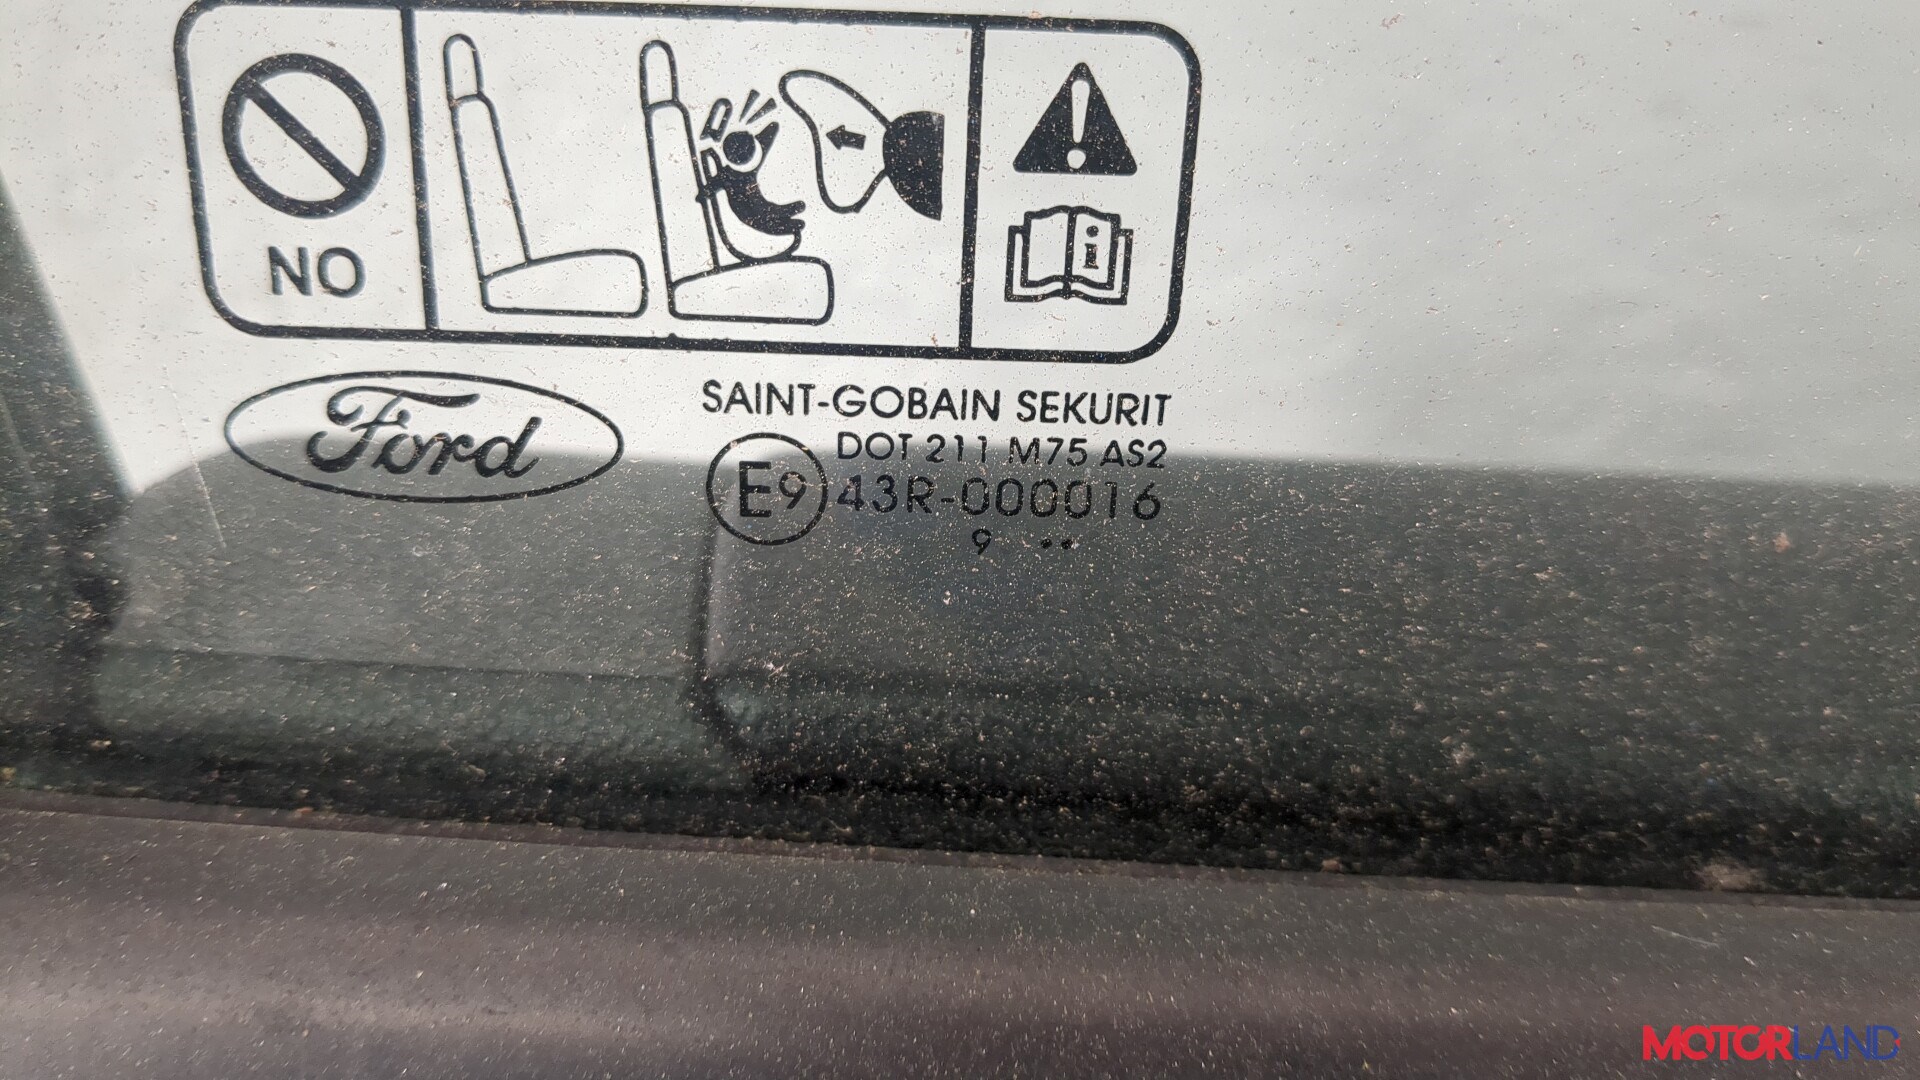 NO
Ford
SAINT-GOBAIN SEKURIT
DOT 211 M75 AS2
E9 43R-000016
9 ••
MOTORLAND